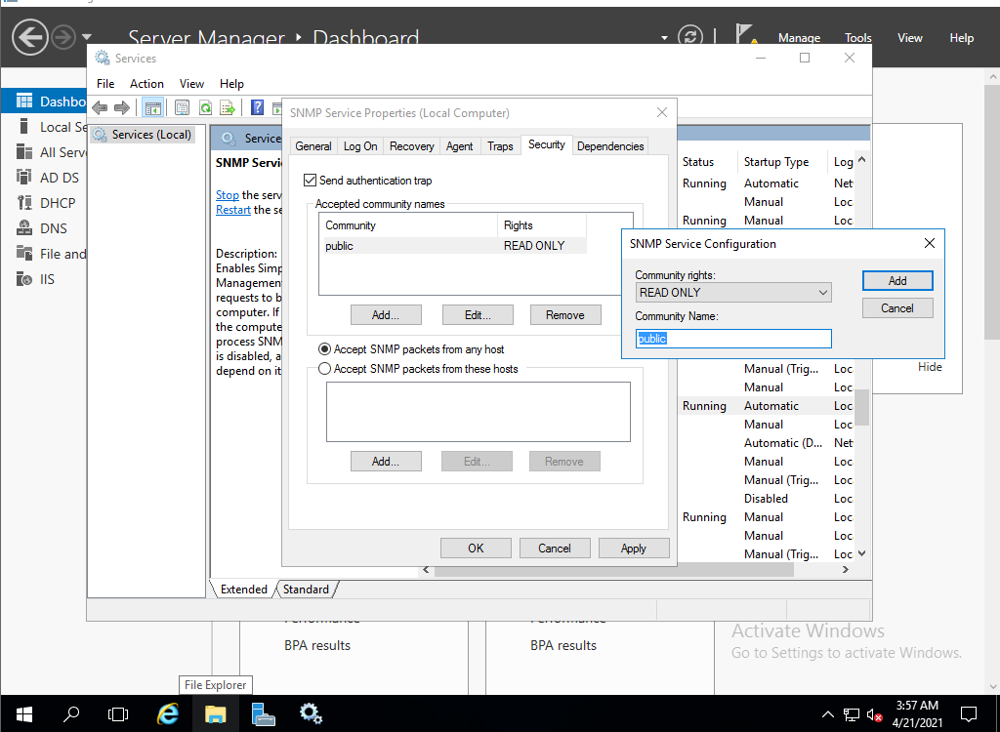 Server Manager ‣ Dashboard
Manage Tools View Help
Services
File Action View Help
Dashbo
Local Se
All Serv
AD DS
DHCP
DNS
File and
IIS
Services (Local)
Service
SNMP Servi
Stop the serv
Restart the se
Description:
Enables Simp
Management
requests to b
computer. If
the compute
process SNM
is disabled, a
depend on it
SNMP Service Properties (Local Computer)
General Log On Recovery Agent Traps Security Dependencies
Send authentication trap
Accepted community names
Community Rights
public READ ONLY
Add... Edit... Remove
Accept SNMP packets from any host
Accept SNMP packets from these hosts
Add... Edit... Remove
OK Cancel Apply
Status Startup Type Log
Running Automatic Net
Manual Loc
Running Manual Loc
SNMP Service Configuration
Community rights:
READ ONLY
Add
Cancel
Community Name:
public
Manual (Trig... Loc
Manual Loc
Running Automatic Loc
Manual Loc
Automatic (D... Net
Manual Loc
Manual (Trig... Loc
Disabled Loc
Running Manual Loc
Manual Loc
Manual (Trig... Loc
Hide
Extended Standard
Performance
BPA results
Performance
BPA results
Activate Windows
Go to Settings to activate Windows.
File Explorer
3:57 AM
4/21/2021